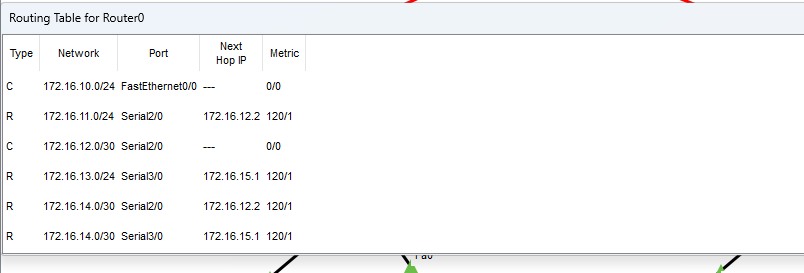 Routing Table for Router0
Type Network Port Next Hop IP Metric
C 172.16.10.0/24 FastEthernet0/0 --- 0/0
R 172.16.11.0/24 Serial2/0 172.16.12.2 120/1
C 172.16.12.0/30 Serial2/0 --- 0/0
R 172.16.13.0/24 Serial3/0 172.16.15.1 120/1
R 172.16.14.0/30 Serial2/0 172.16.12.2 120/1
R 172.16.14.0/30 Serial3/0 172.16.15.1 120/1